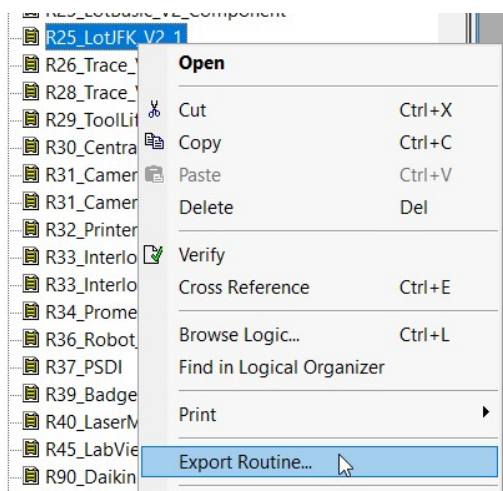 R25_LotBasic_V2_Component
R25_LotJFK_V2_1
R26_Trace_
R28_Trace_
R29_ToolLi
R30_Centra
R31_Camer
R31_Camer
R32_Printer
R33_Interlo
R33_Interlo
R34_Prome
R36_Robot_
R37_PSDI
R39_Badge
R40_LaserM
R45_LabVie
R90_Daikin
Open
Cut Ctrl+X
Copy Ctrl+C
Paste Ctrl+V
Delete Del
Verify
Cross Reference Ctrl+E
Browse Logic... Ctrl+L
Find in Logical Organizer
Print
Export Routine...